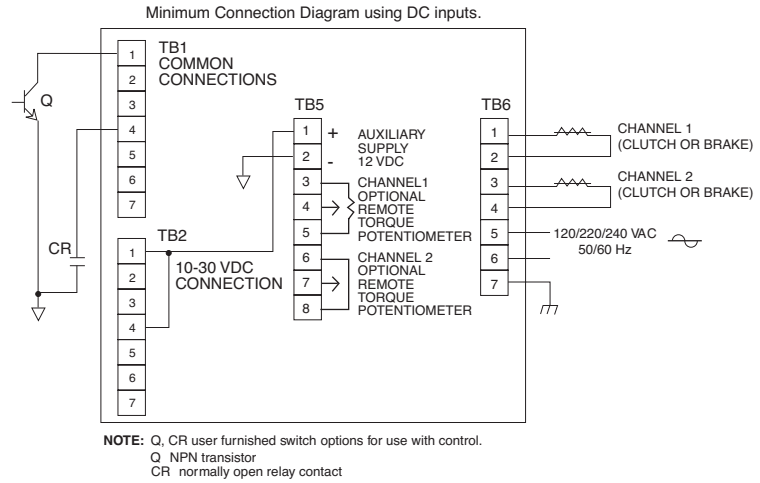 Minimum Connection Diagram using DC inputs.
TB1
COMMON
CONNECTIONS
1
2
3
4
5
6
7
Q
CR
TB2
10-30 VDC
CONNECTION
1
2
3
4
5
6
7
TB5
1
2
3
4
5
6
7
8
+
-
AUXILIARY
SUPPLY
12 VDC
CHANNEL1
OPTIONAL
REMOTE
TORQUE
POTENTIOMETER
CHANNEL 2
OPTIONAL
REMOTE
TORQUE
POTENTIOMETER
TB6
1
2
3
4
5
6
7
CHANNEL 1
(CLUTCH OR BRAKE)
CHANNEL 2
(CLUTCH OR BRAKE)
120/220/240 VAC
50/60 Hz
NOTE: Q, CR user furnished switch options for use with control.
Q NPN transistor
CR normally open relay contact